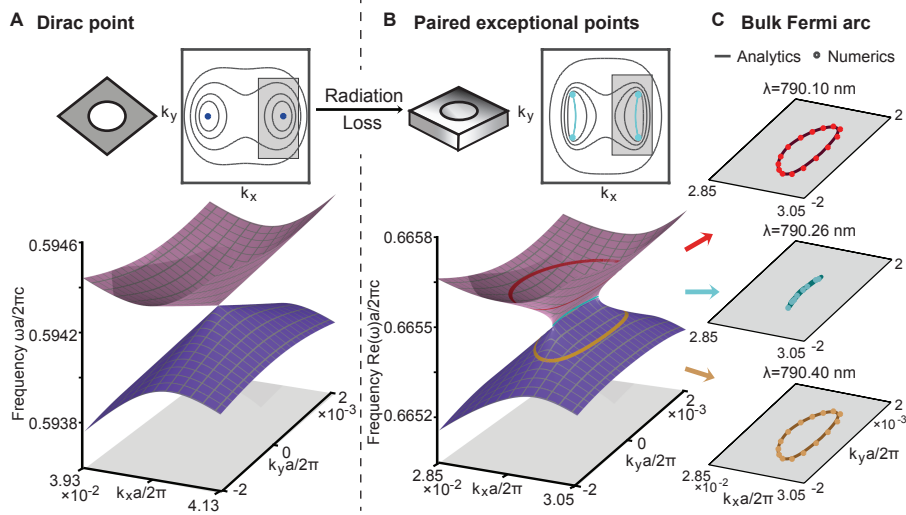 A Dirac point
k_y
k_x
Radiation
Loss
0.5946
0.5942
0.5938
Frequency ωa/2πc
3.93
×10⁻²
k_xa/2π
4.13
-2
0
2
×10⁻³
k_ya/2π
B Paired exceptional points
k_y
k_x
0.6658
0.6655
0.6652
Frequency Re(ω)a/2πc
2.85
×10⁻²
k_xa/2π
3.05
-2
0
2
×10⁻³
k_ya/2π
C Bulk Fermi arc
Analytics Numerics
λ=790.10 nm
2
2.85
3.05
-2
λ=790.26 nm
2
2.85
3.05
-2
λ=790.40 nm
2
×10⁻³
k_ya/2π
2.85
×10⁻²
k_xa/2π
3.05
-2